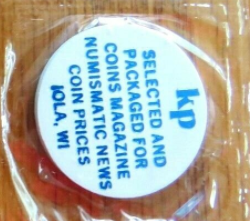 kp
SELECTED AND
PACKAGED FOR
COINS MAGAZINE
NUMISMATIC NEWS
COIN PRICES
IOLA, WI